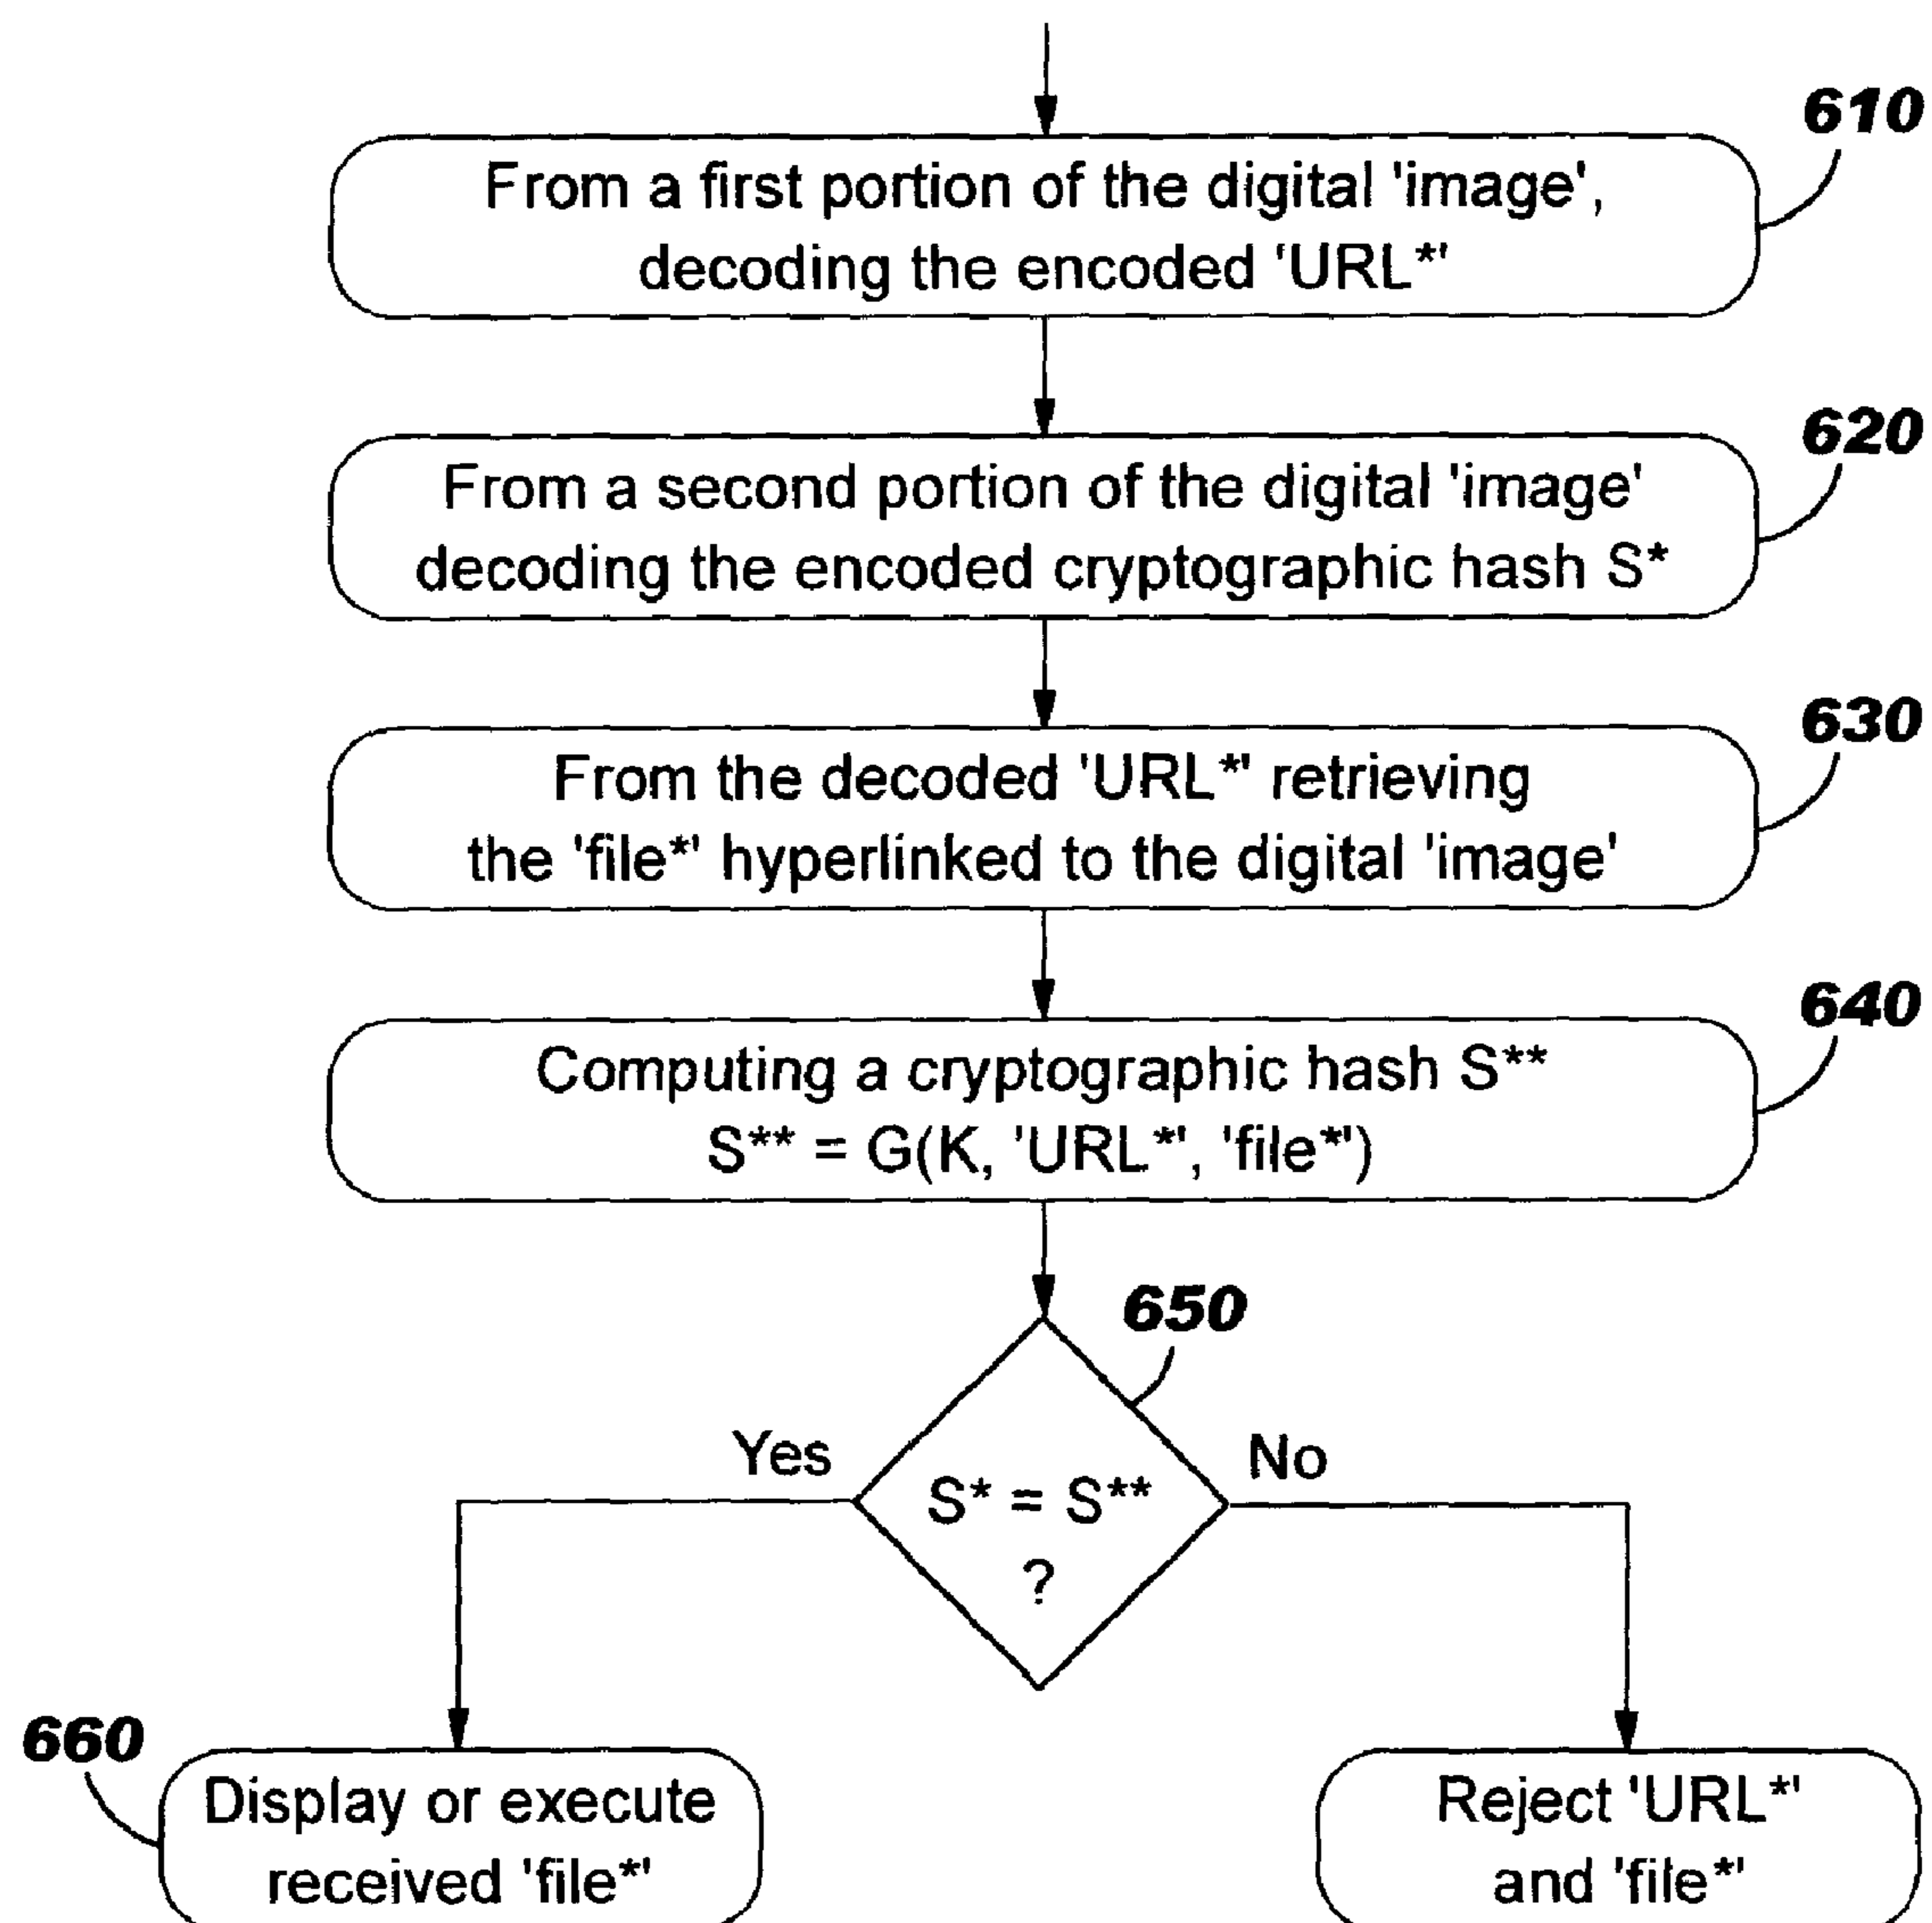 610
From a first portion of the digital 'image',
decoding the encoded 'URL*'
620
From a second portion of the digital 'image'
decoding the encoded cryptographic hash S*
630
From the decoded 'URL*' retrieving
the 'file*' hyperlinked to the digital 'image'
640
Computing a cryptographic hash S**
S** = G(K, 'URL*', 'file*')
650
Yes
No
S* = S**
?
660
Display or execute
received 'file*'
Reject 'URL*'
and 'file*'